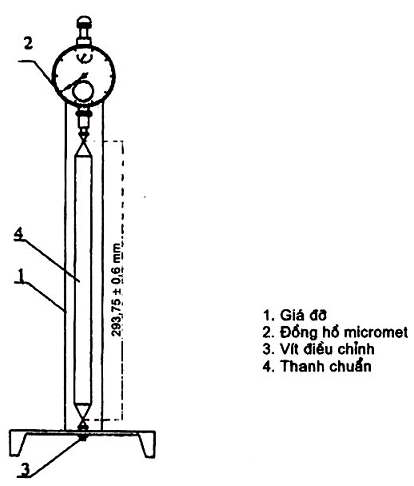 2
4
1
293,75 ± 0,6 mm
3
1. Giá đỡ
2. Đồng hồ micromet
3. Vít điều chỉnh
4. Thanh chuẩn